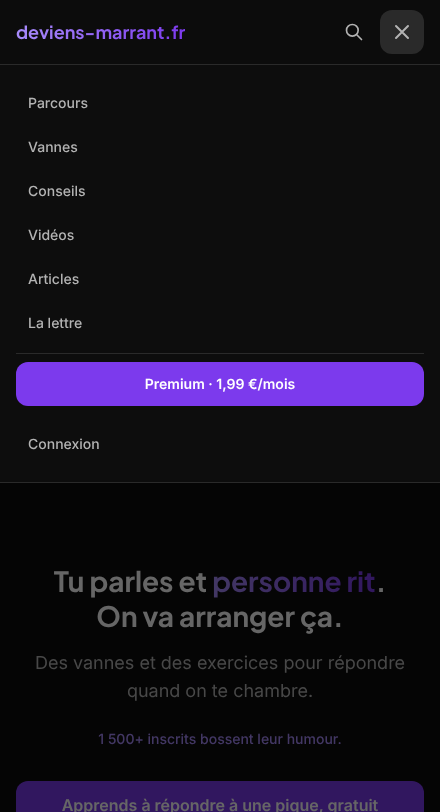 deviens-marrant.fr
Parcours
Vannes
Conseils
Vidéos
Articles
La lettre
Premium · 1,99 €/mois
Connexion
Tu parles et personne rit.
On va arranger ça.
Des vannes et des exercices pour répondre
quand on te chambre.
1 500+ inscrits bossent leur humour.
Apprends à répondre à une pique, gratuit